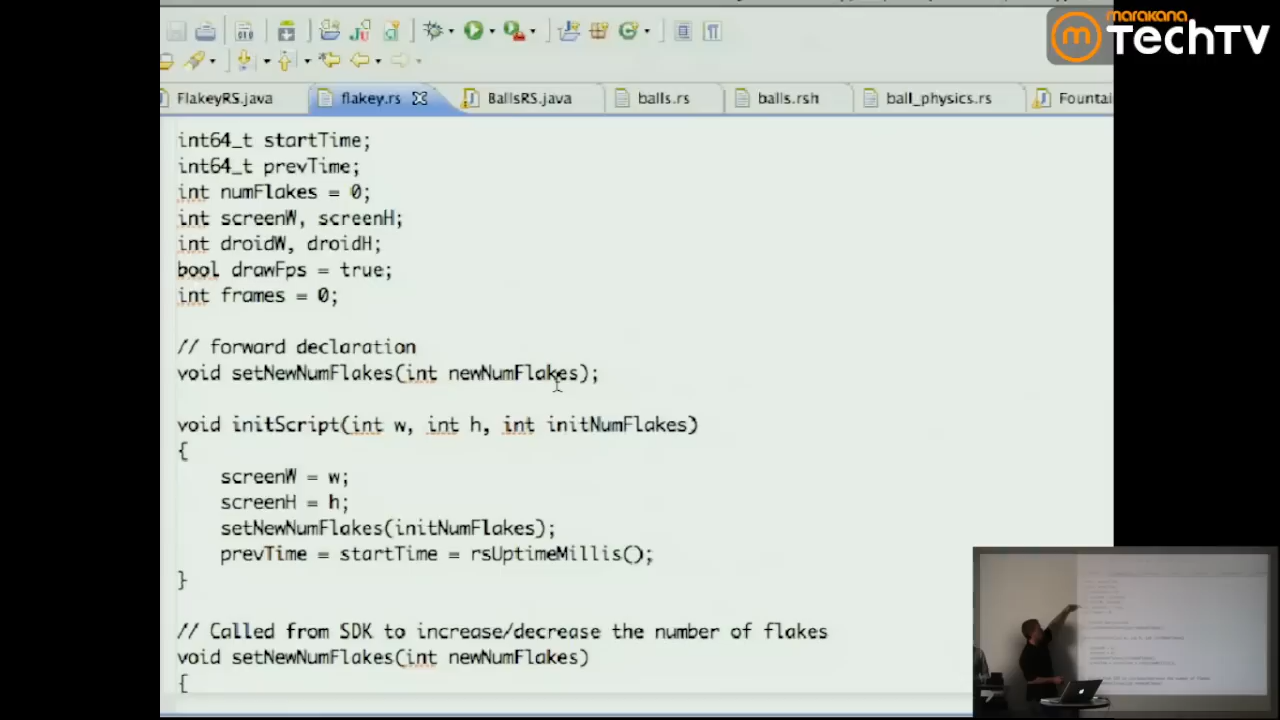 marakana
TechTV
FlakeyRS.java
flakey.rs
BallsRS.java
balls.rs
balls.rsh
ball_physics.rs
Fountai
int64_t startTime;
int64_t prevTime;
int numFlakes = 0;
int screenW, screenH;
int droidW, droidH;
bool drawFps = true;
int frames = 0;
// forward declaration
void setNewNumFlakes(int newNumFlakes);
void initScript(int w, int h, int initNumFlakes)
{
screenW = w;
screenH = h;
setNewNumFlakes(initNumFlakes);
prevTime = startTime = rsUptimeMillis();
}
// Called from SDK to increase/decrease the number of flakes
void setNewNumFlakes(int newNumFlakes)
{